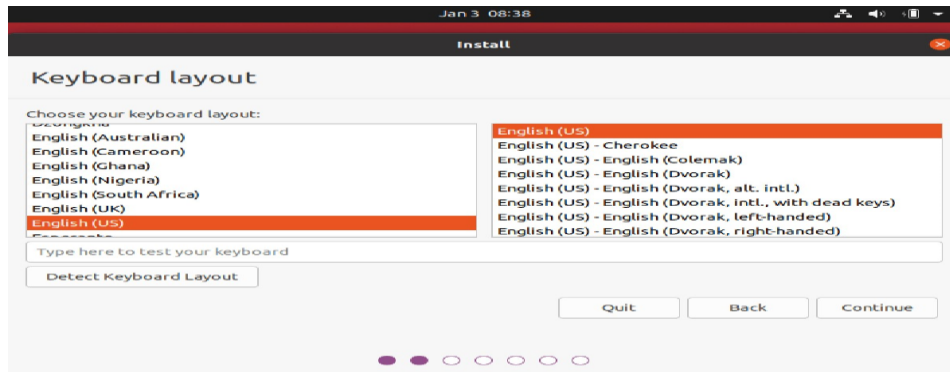 Jan 3 08:38
Install
Keyboard layout
Choose your keyboard layout:
Dzongkha
English (Australian)
English (Cameroon)
English (Ghana)
English (Nigeria)
English (South Africa)
English (UK)
English (US)
Esperanto
English (US)
English (US) - Cherokee
English (US) - English (Colemak)
English (US) - English (Dvorak)
English (US) - English (Dvorak, alt. intl.)
English (US) - English (Dvorak, intl., with dead keys)
English (US) - English (Dvorak, left-handed)
English (US) - English (Dvorak, right-handed)
Type here to test your keyboard
Detect Keyboard Layout
Quit Back Continue